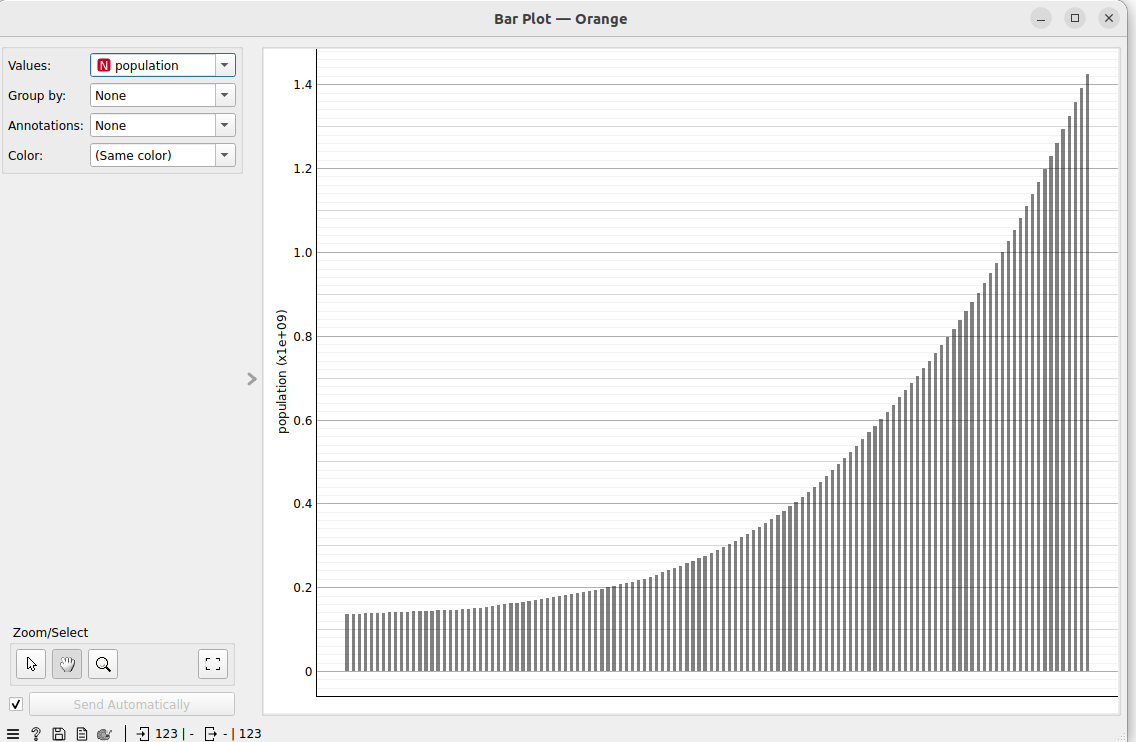 Bar Plot — Orange
Values: N population
Group by: None
Annotations: None
Color: (Same color)
1.4
1.2
1.0
0.8
0.6
0.4
0.2
0
population (x1e+09)
Zoom/Select
Send Automatically
? 123 | - - | 123